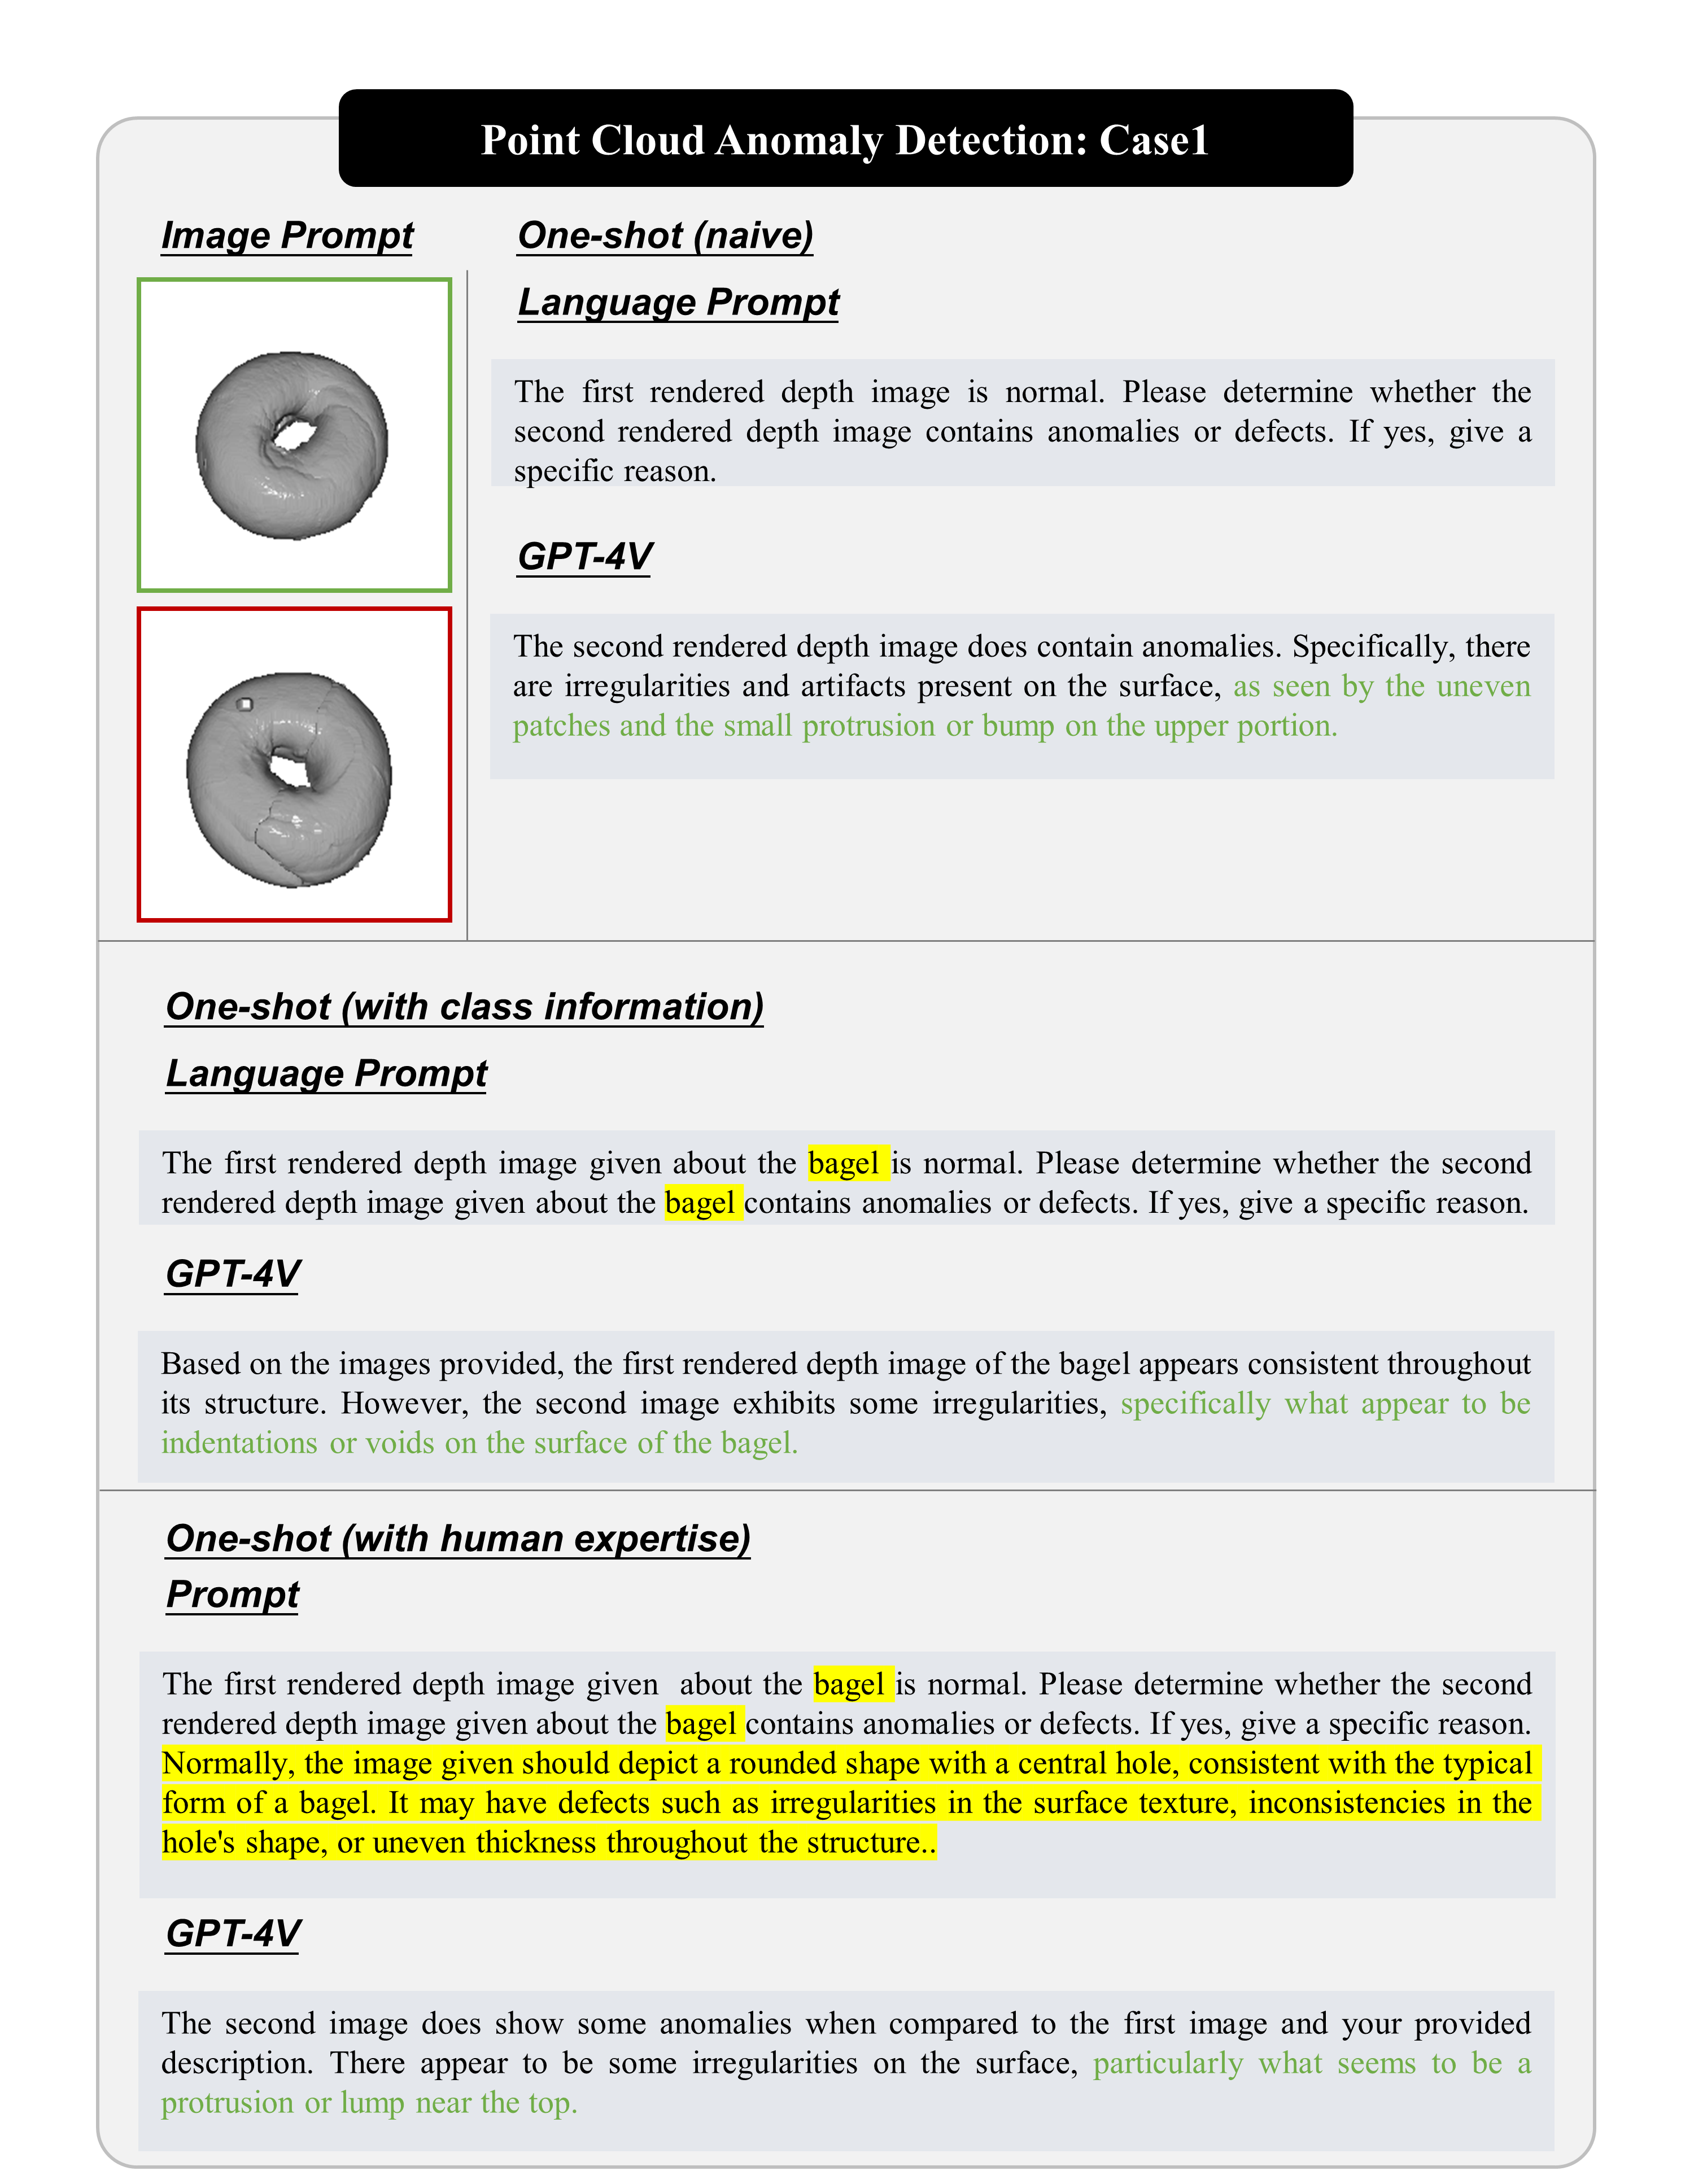 Point Cloud Anomaly Detection: Case1
Image Prompt
One-shot (naive)
Language Prompt
The first rendered depth image is normal. Please determine whether the
second rendered depth image contains anomalies or defects. If yes, give a
specific reason.
GPT-4V
The second rendered depth image does contain anomalies. Specifically, there
are irregularities and artifacts present on the surface, as seen by the uneven
patches and the small protrusion or bump on the upper portion.
One-shot (with class information)
Language Prompt
The first rendered depth image given about the bagel is normal. Please determine whether the second
rendered depth image given about the bagel contains anomalies or defects. If yes, give a specific reason.
GPT-4V
Based on the images provided, the first rendered depth image of the bagel appears consistent throughout
its structure. However, the second image exhibits some irregularities, specifically what appear to be
indentations or voids on the surface of the bagel.
One-shot (with human expertise)
Prompt
The first rendered depth image given about the bagel is normal. Please determine whether the second
rendered depth image given about the bagel contains anomalies or defects. If yes, give a specific reason.
Normally, the image given should depict a rounded shape with a central hole, consistent with the typical
form of a bagel. It may have defects such as irregularities in the surface texture, inconsistencies in the
hole's shape, or uneven thickness throughout the structure..
GPT-4V
The second image does show some anomalies when compared to the first image and your provided
description. There appear to be some irregularities on the surface, particularly what seems to be a
protrusion or lump near the top.